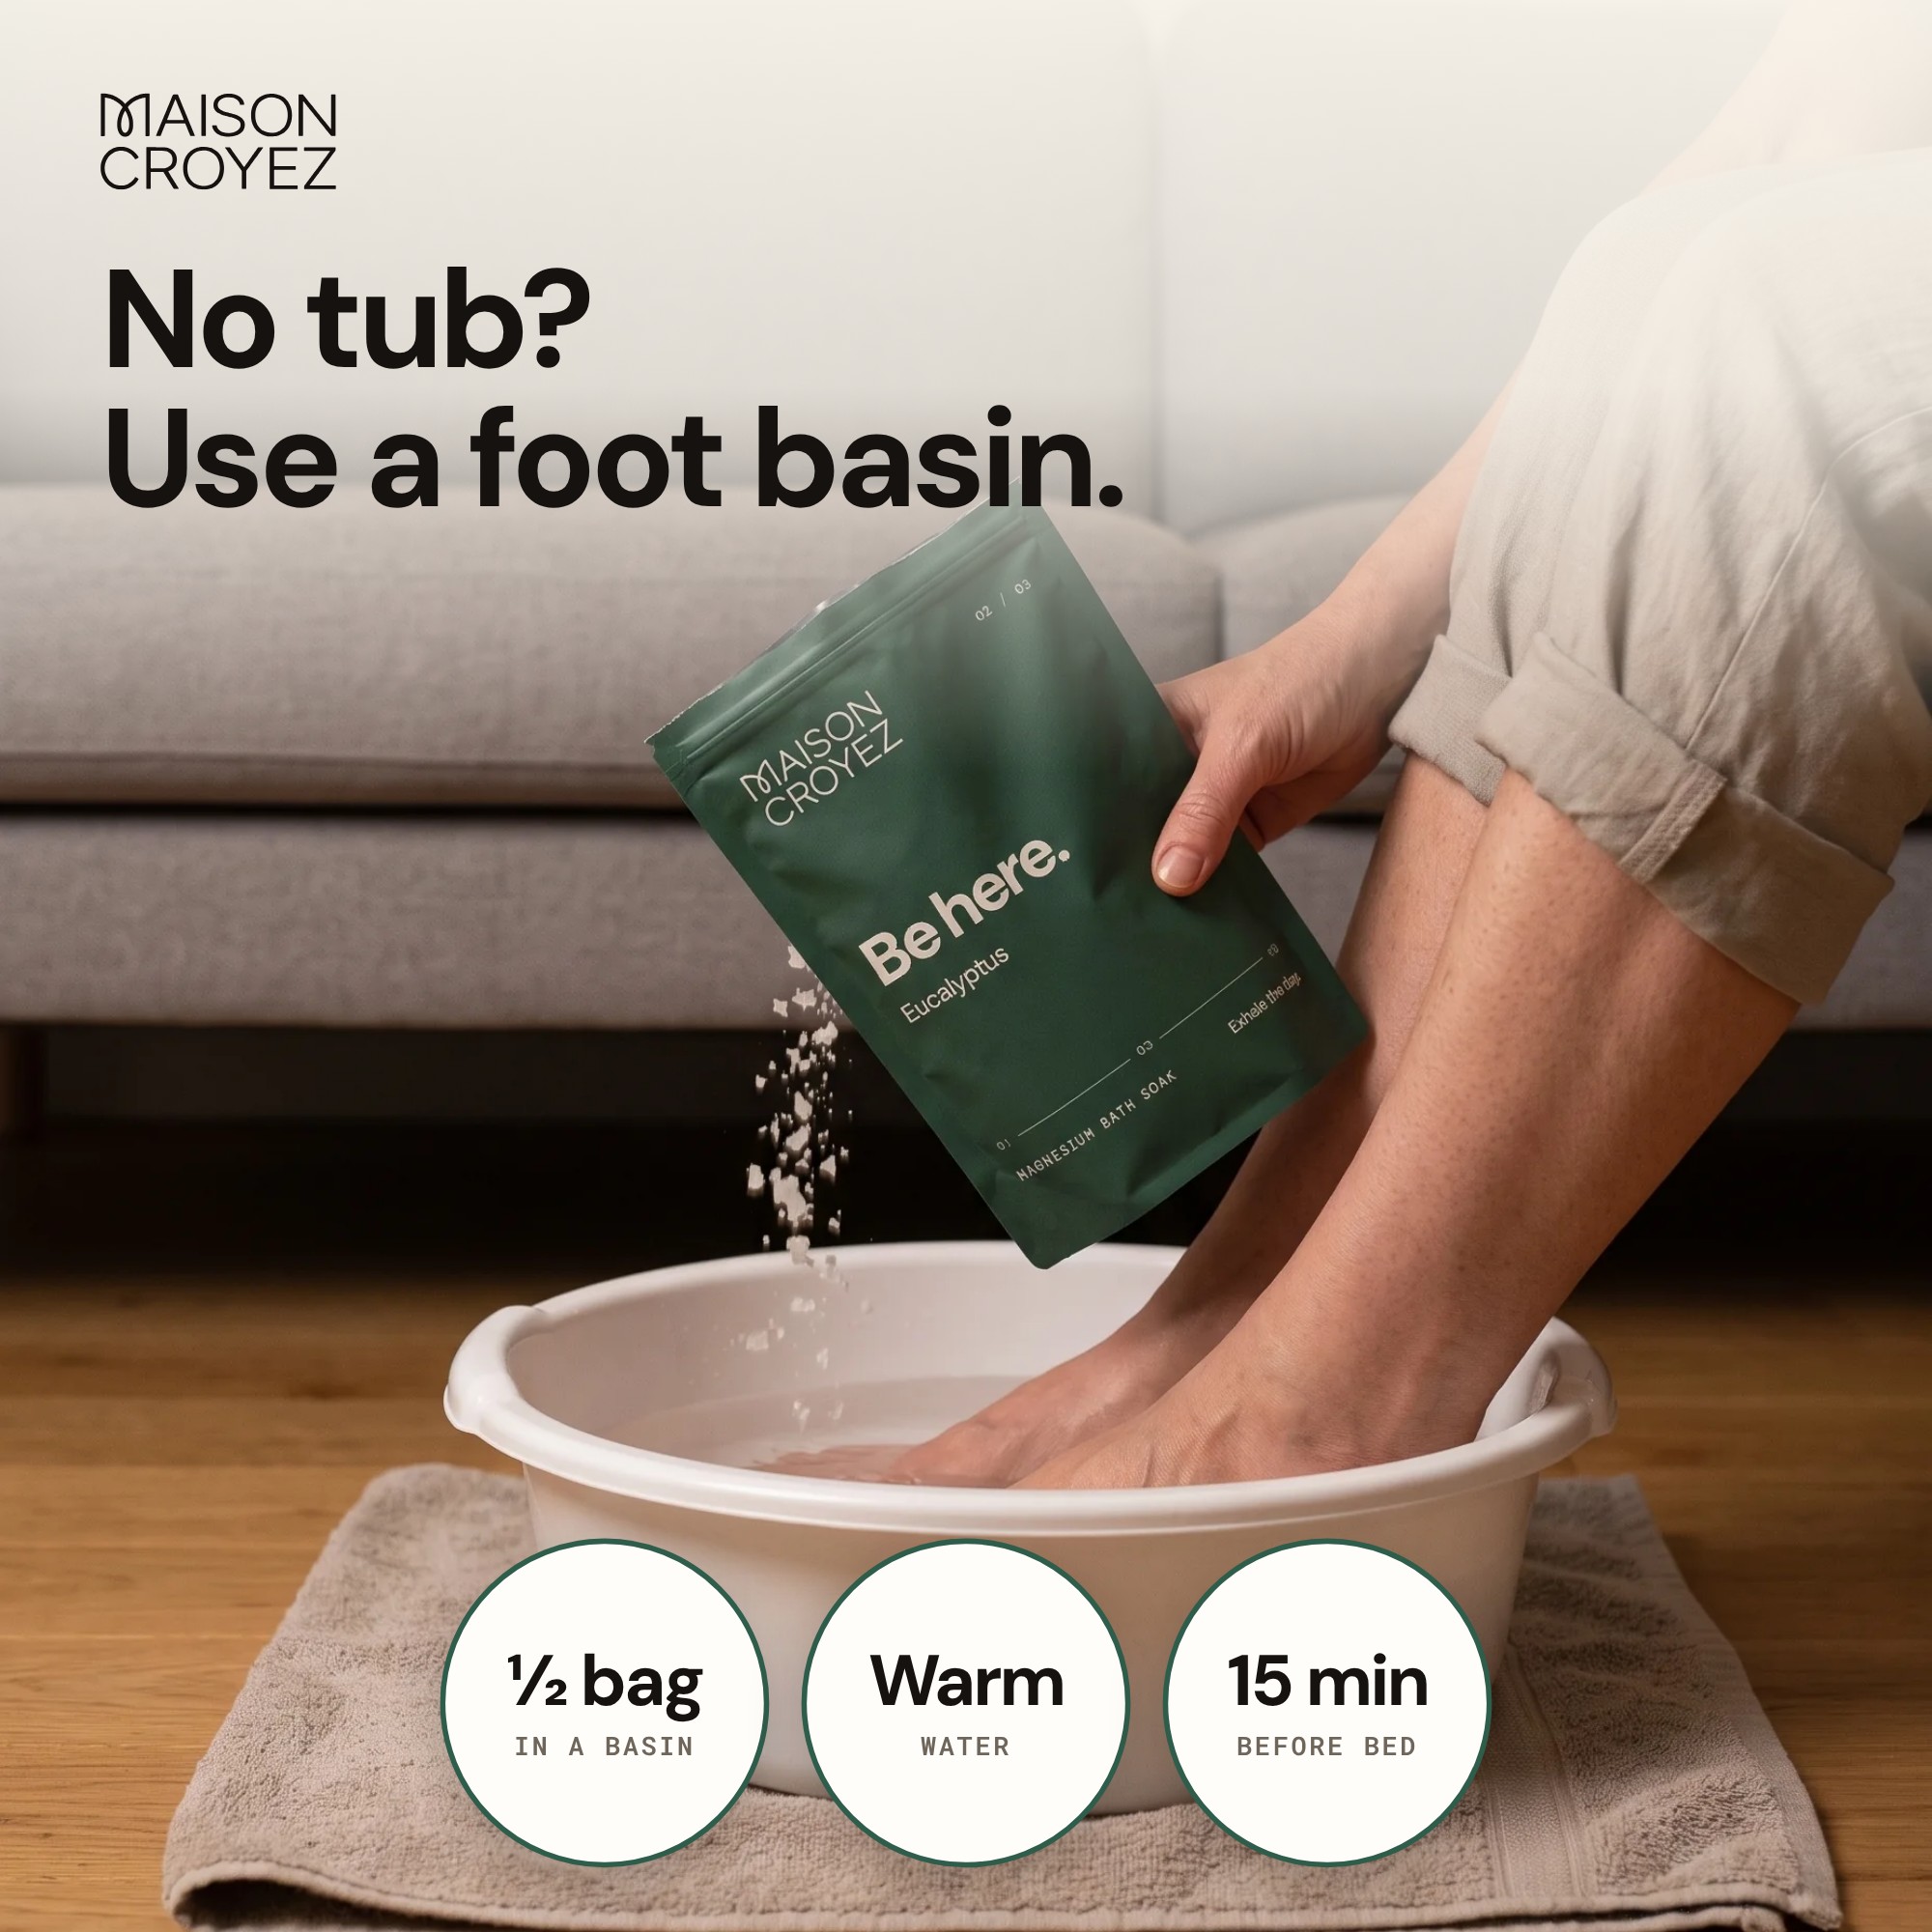 MAISON
CROYEZ
No tub?
Use a foot basin.
02 / 03
MAISON
CROYEZ
Be here.
Eucalyptus
01 03
Exhale the day.
MAGNESIUM BATH SOAK
½ bag
IN A BASIN
Warm
WATER
15 min
BEFORE BED